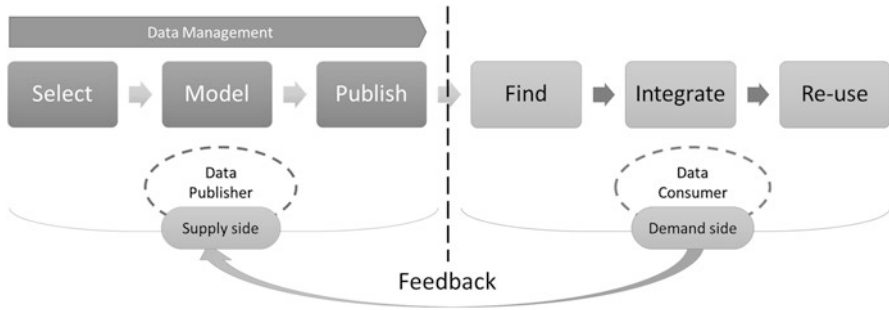 Data Management
Select
Model
Publish
Find
Integrate
Re-use
Data
Publisher
Supply side
Data
Consumer
Demand side
Feedback